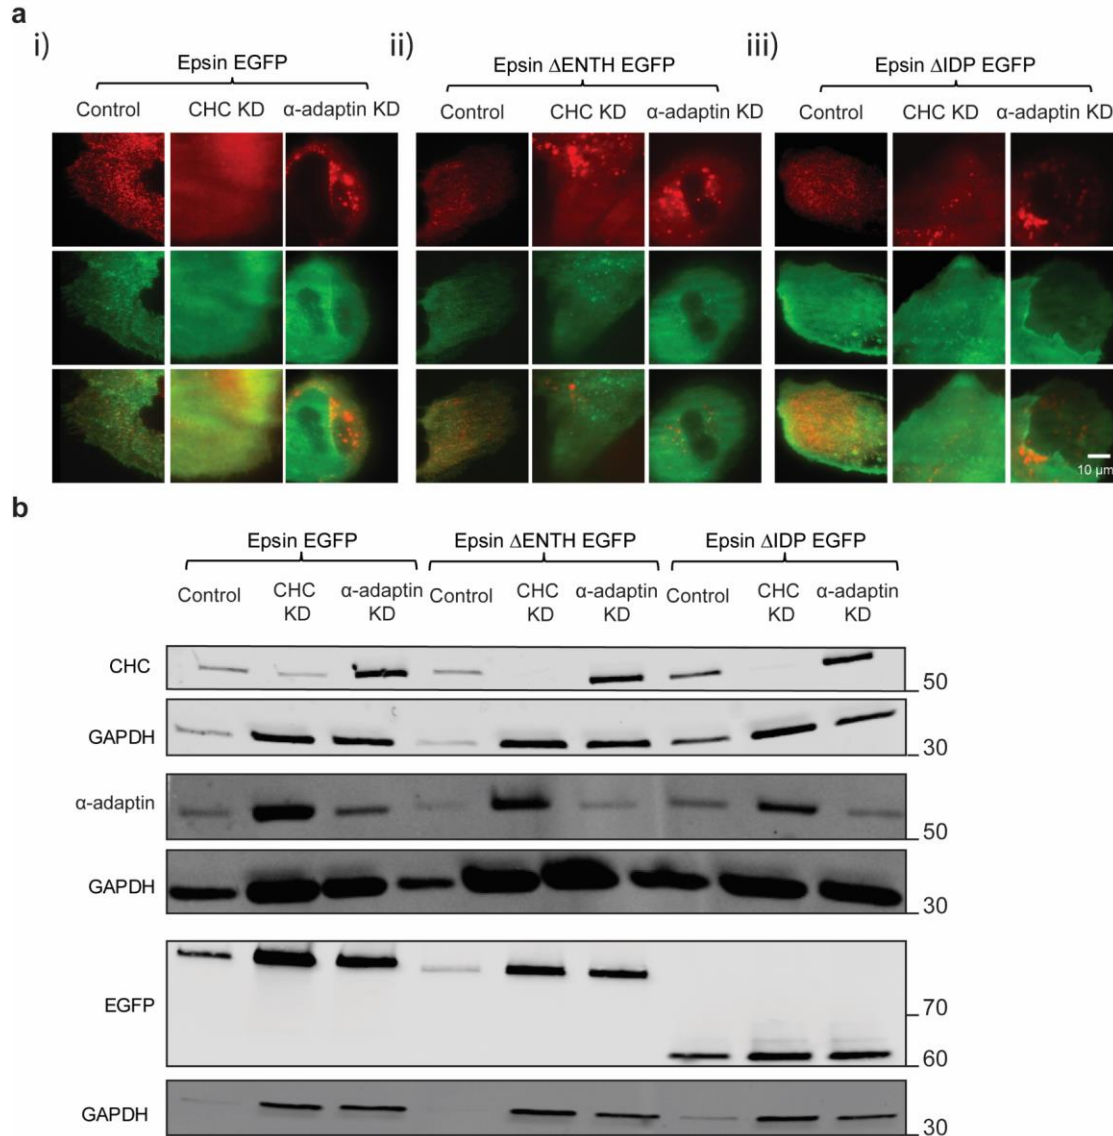 a
i) ii) iii)
Epsin EGFP Epsin ΔENTH EGFP Epsin ΔIDP EGFP
Control CHC KD α-adaptin KD Control CHC KD α-adaptin KD Control CHC KD α-adaptin KD
10 μm
b
Epsin EGFP Epsin ΔENTH EGFP Epsin ΔIDP EGFP
Control CHC α-adaptin Control CHC α-adaptin Control CHC α-adaptin
KD KD KD KD KD KD
CHC 50
GAPDH 30
α-adaptin 50
GAPDH 30
EGFP 70
60
GAPDH 30